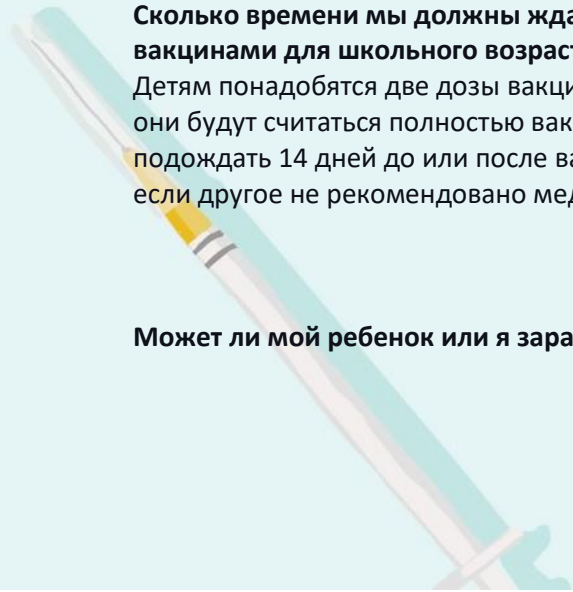 Сколько времени мы должны жда
вакцинами для школьного возраст
Детям понадобятся две дозы вакци
они будут считаться полностью вак
подождать 14 дней до или после ва
если другое не рекомендовано мед
Может ли мой ребенок или я зара